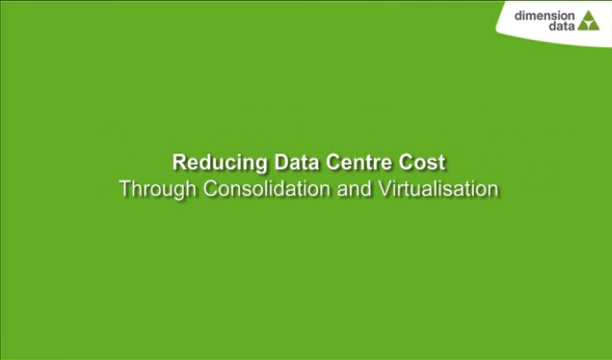 dimension
data
Reducing Data Centre Cost
Through Consolidation and Virtualisation